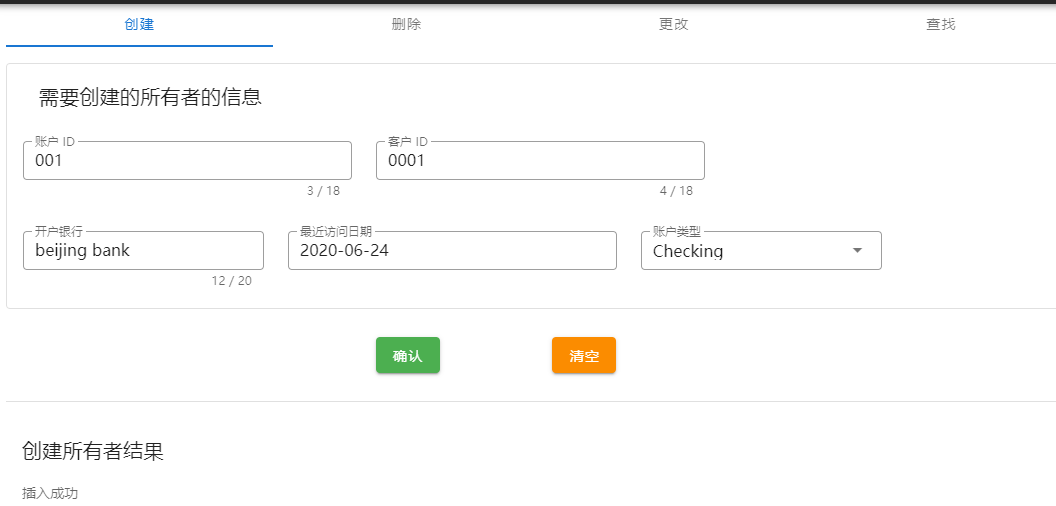 创建 删除 更改 查找
需要创建的所有者的信息
账户 ID 客户 ID
001 0001
3 / 18 4 / 18
开户银行 最近访问日期 账户类型
beijing bank 2020-06-24 Checking
12 / 20
确认 清空
创建所有者结果
插入成功